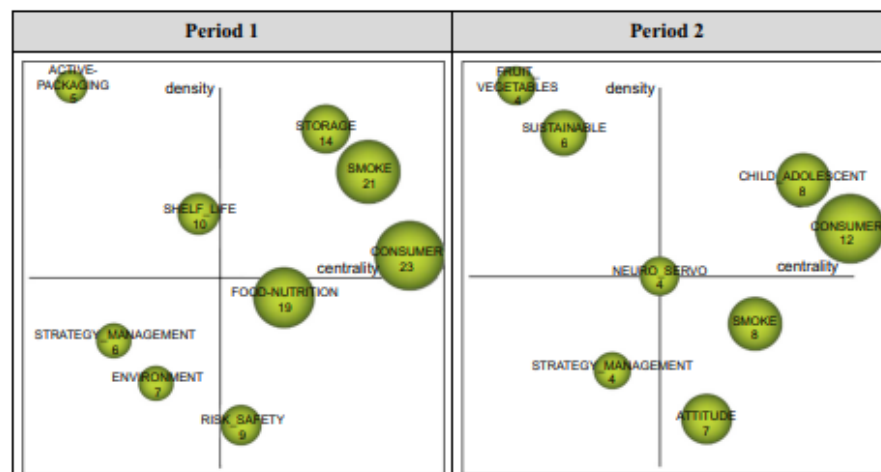 Period 1
Period 2
ACTIVE-
PACKAGING
5
density
STORAGE
14
SMOKE
21
SHELF_LIFE
10
CONSUMER
23
centrality
FOOD-NUTRITION
19
STRATEGY_MANAGEMENT
6
ENVIRONMENT
7
RISK_SAFETY
9
FRUIT_
VEGETABLES
4
density
SUSTAINABLE
6
CHILD_ADOLESCENT
8
CONSUMER
12
centrality
NEURO_SERVO
4
SMOKE
8
STRATEGY_MANAGEMENT
4
ATTITUDE
7